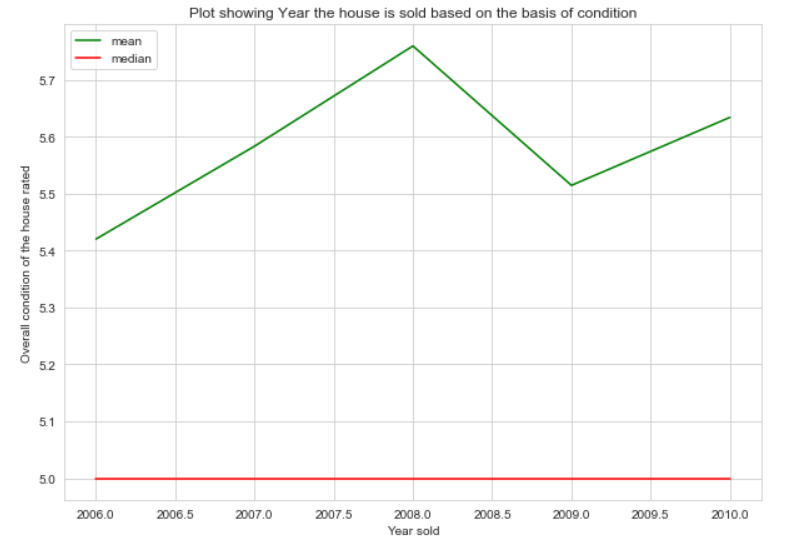 Plot showing Year the house is sold based on the basis of condition
mean
median
Overall condition of the house rated
5.7
5.6
5.5
5.4
5.3
5.2
5.1
5.0
2006.0 2006.5 2007.0 2007.5 2008.0 2008.5 2009.0 2009.5 2010.0
Year sold